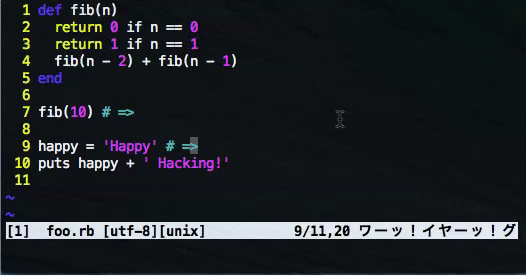 1 def fib(n)
2   return 0 if n == 0
3   return 1 if n == 1
4   fib(n - 2) + fib(n - 1)
5 end
6
7 fib(10) # =>
8
9 happy = 'Happy' # =>
10 puts happy + ' Hacking!'
11
~
~
[1]  foo.rb [utf-8][unix]          9/11,20 ワーッ!イヤーッ!グ